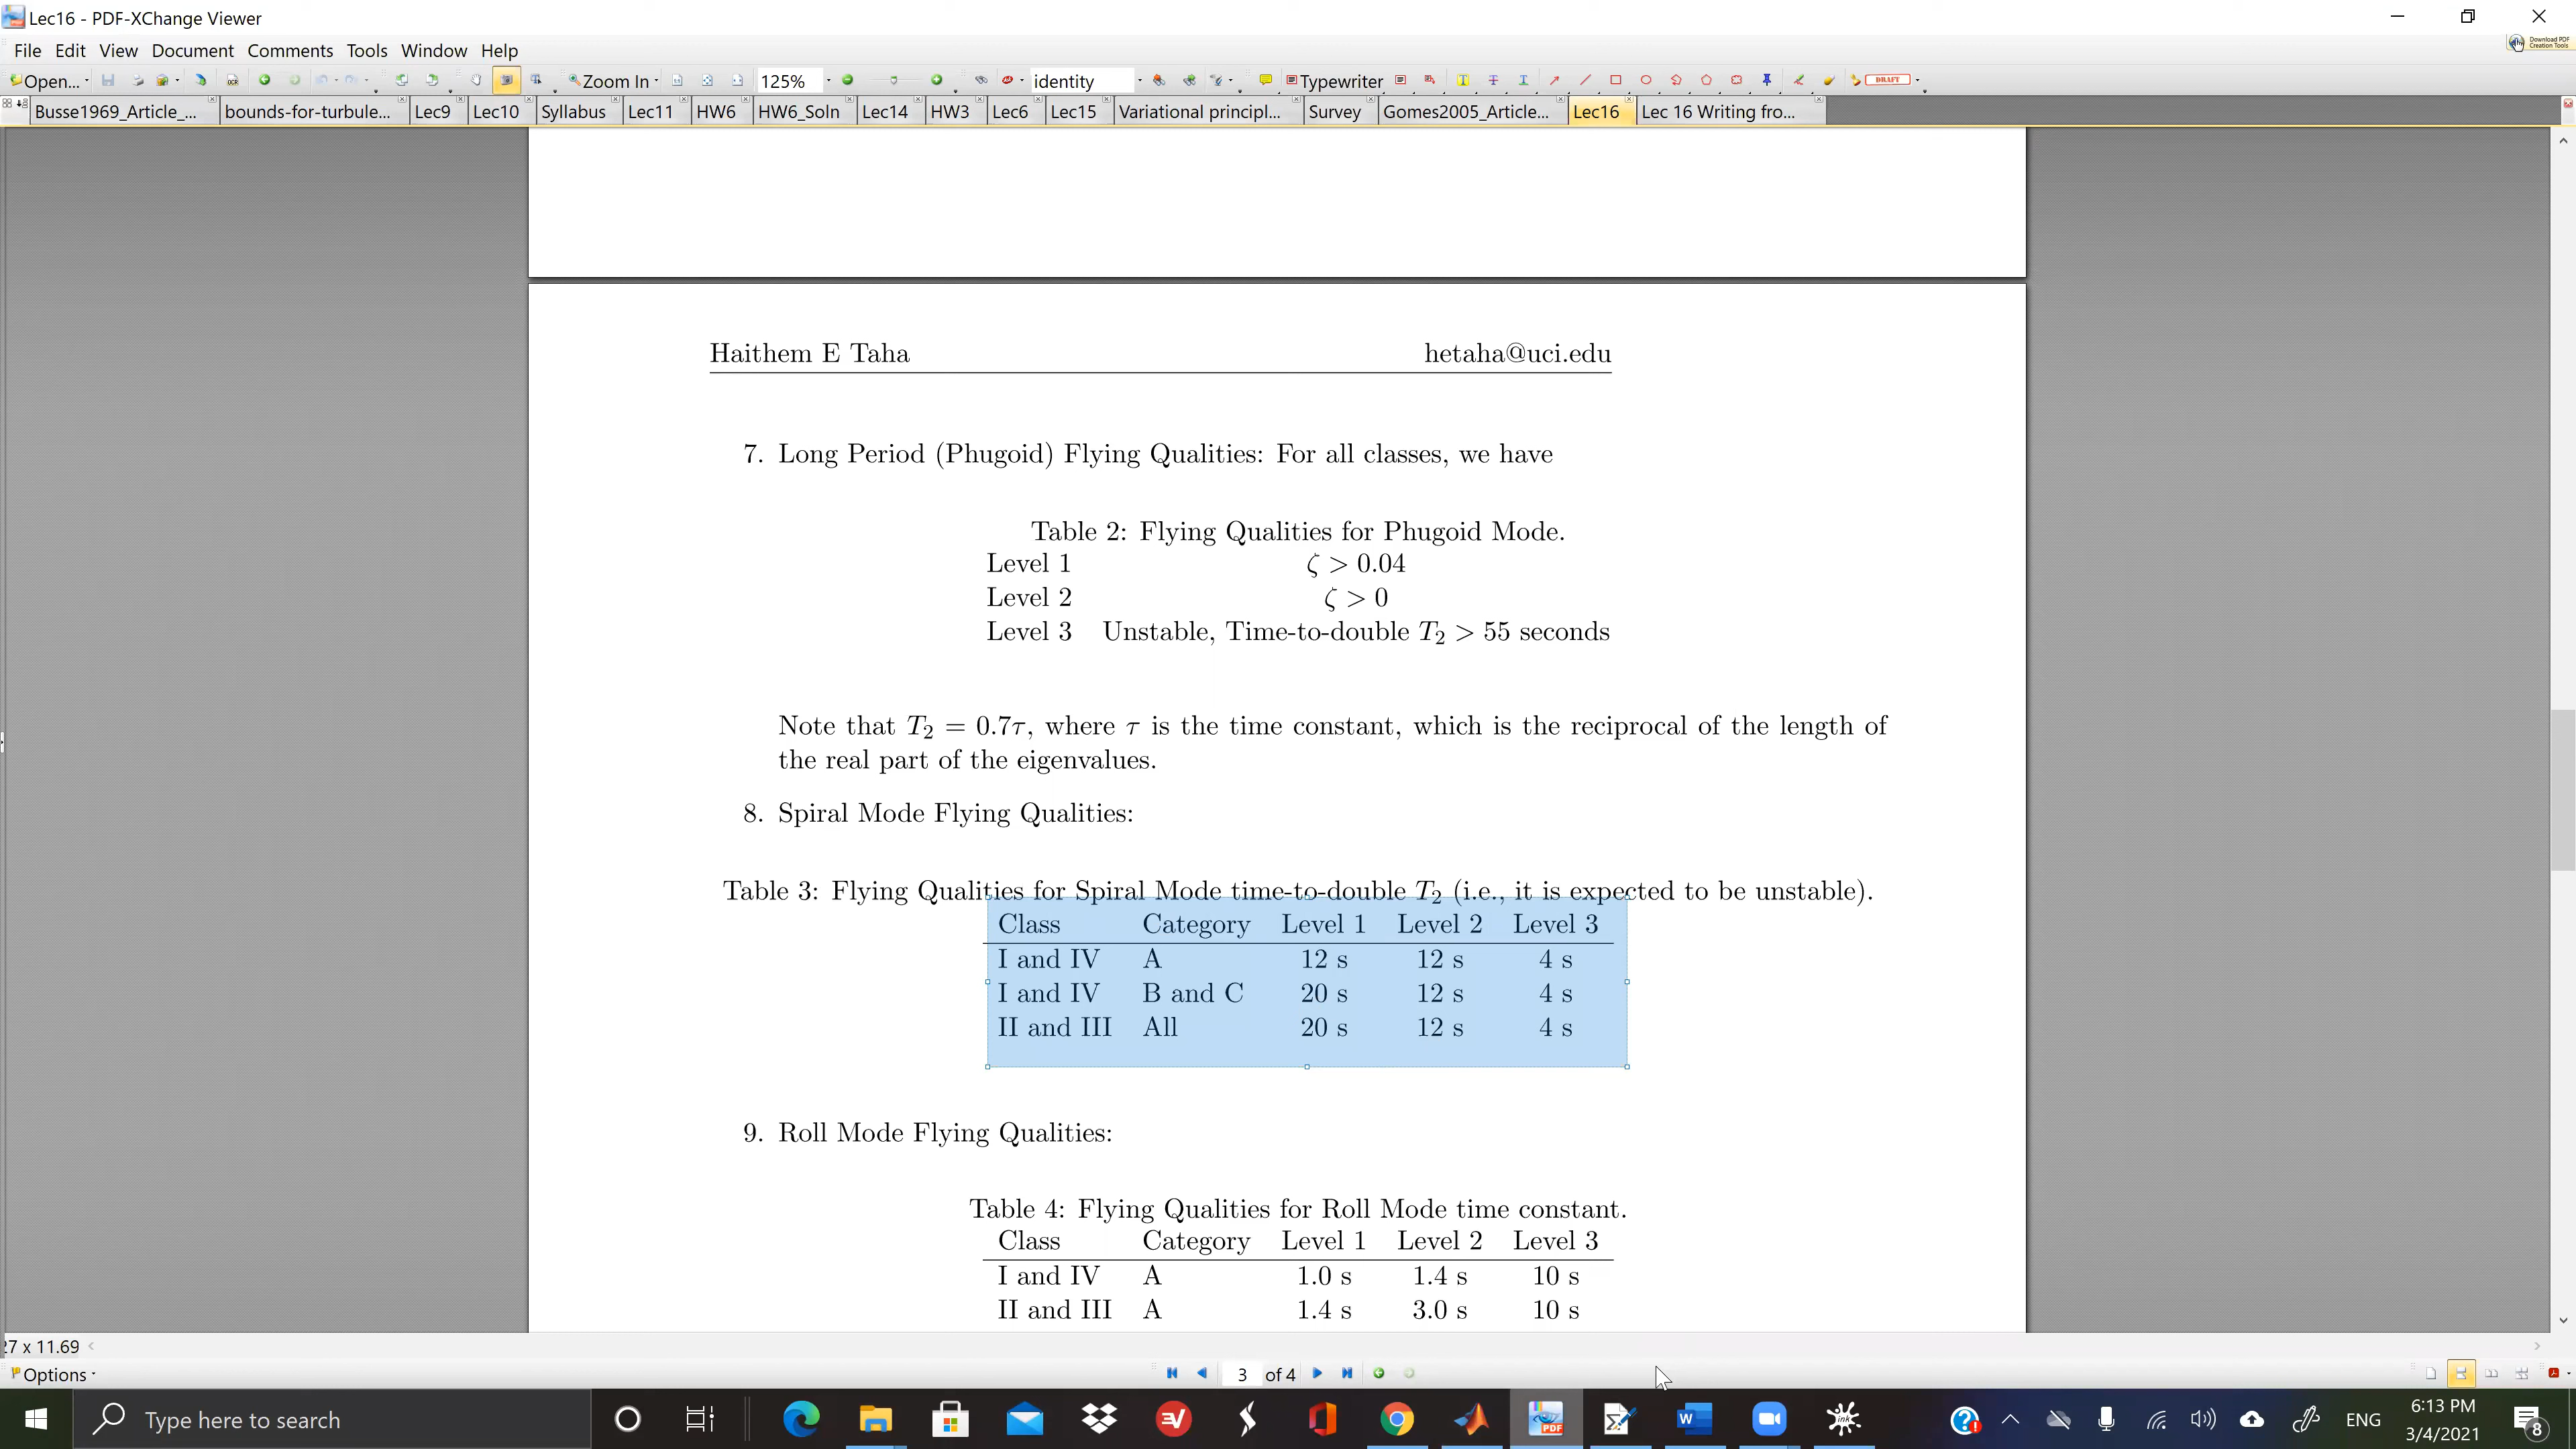 Lec16 - PDF-XChange Viewer
File Edit View Document Comments Tools Window Help
Download PDF
Creation Tools
Open... OCR Zoom In 125% identity Typewriter DRAFT
Busse1969_Article_... bounds-for-turbule... Lec9 Lec10 Syllabus Lec11 HW6 HW6_Soln Lec14 HW3 Lec6 Lec15 Variational principl... Survey Gomes2005_Article... Lec16 Lec 16 Writing fro...
Haithem E Taha hetaha@uci.edu
7. Long Period (Phugoid) Flying Qualities: For all classes, we have
Table 2: Flying Qualities for Phugoid Mode.
Level 1 ζ > 0.04
Level 2 ζ > 0
Level 3 Unstable, Time-to-double T₂ > 55 seconds
Note that T₂ = 0.7τ, where τ is the time constant, which is the reciprocal of the length of
the real part of the eigenvalues.
8. Spiral Mode Flying Qualities:
Table 3: Flying Qualities for Spiral Mode time-to-double T₂ (i.e., it is expected to be unstable).
Class Category Level 1 Level 2 Level 3
I and IV A 12 s 12 s 4 s
I and IV B and C 20 s 12 s 4 s
II and III All 20 s 12 s 4 s
9. Roll Mode Flying Qualities:
Table 4: Flying Qualities for Roll Mode time constant.
Class Category Level 1 Level 2 Level 3
I and IV A 1.0 s 1.4 s 10 s
II and III A 1.4 s 3.0 s 10 s
27 x 11.69
Options 3 of 4
Type here to search PDF W ink ENG 6:13 PM 8
3/4/2021